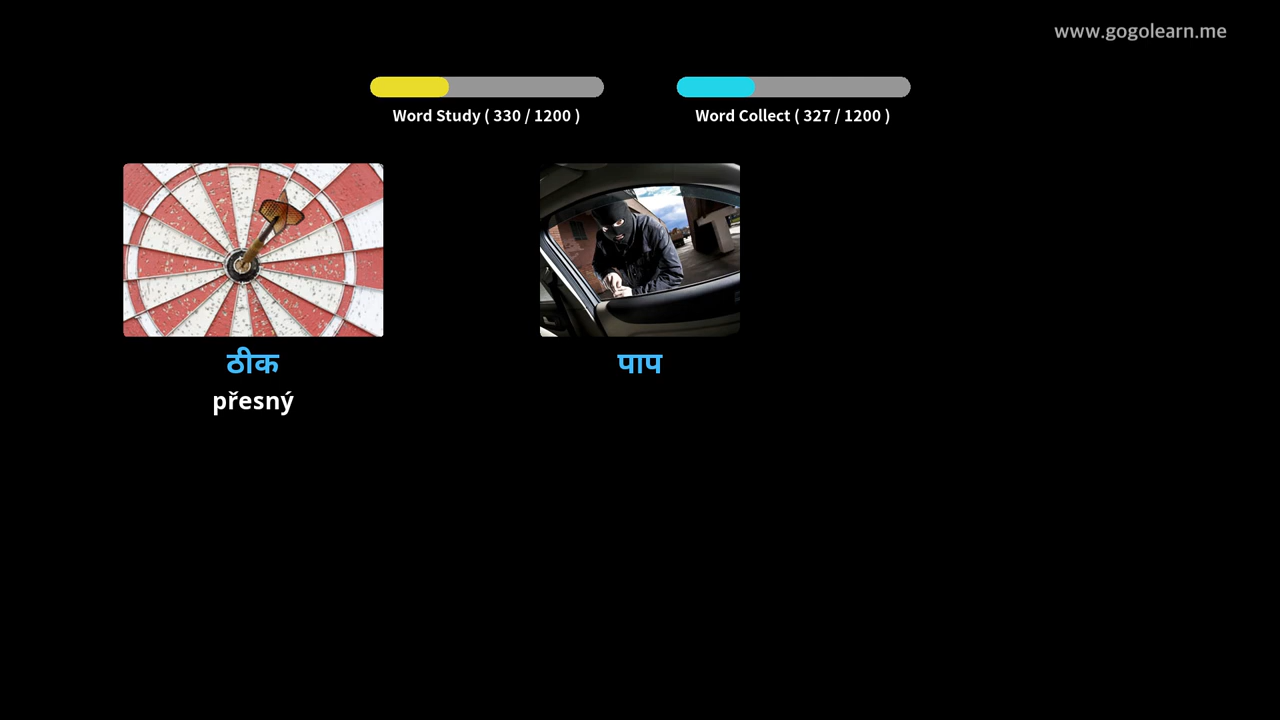 www.gogolearn.me
Word Study ( 330 / 1200 )
Word Collect ( 327 / 1200 )
ठीक
पाप
přesný